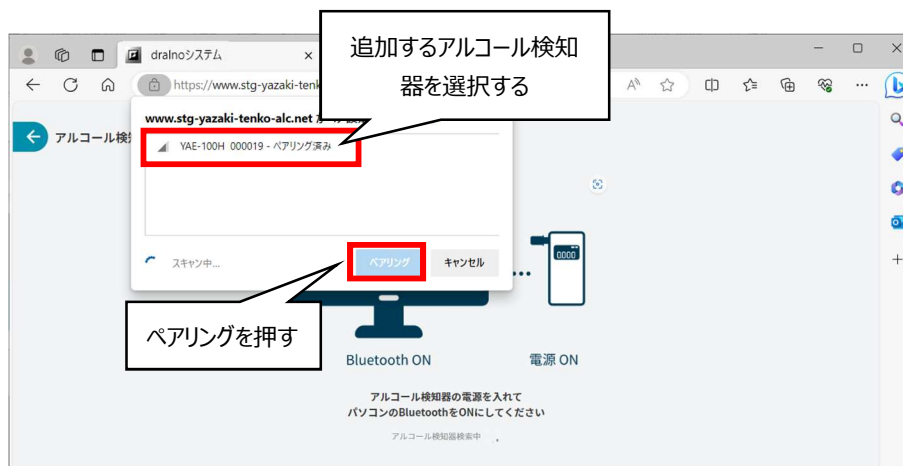 追加するアルコール検知
器を選択する
dralnoシステム
https://www.stg-yazaki-tenk
アルコール検
www.stg-yazaki-tenko-alc.net
YAE-100H 000019 - ペアリング済み
スキャン中...
ペアリング
キャンセル
0000
ペアリングを押す
Bluetooth ON
電源 ON
アルコール検知器の電源を入れて
パソコンのBluetoothをONにしてください
アルコール検知器検索中